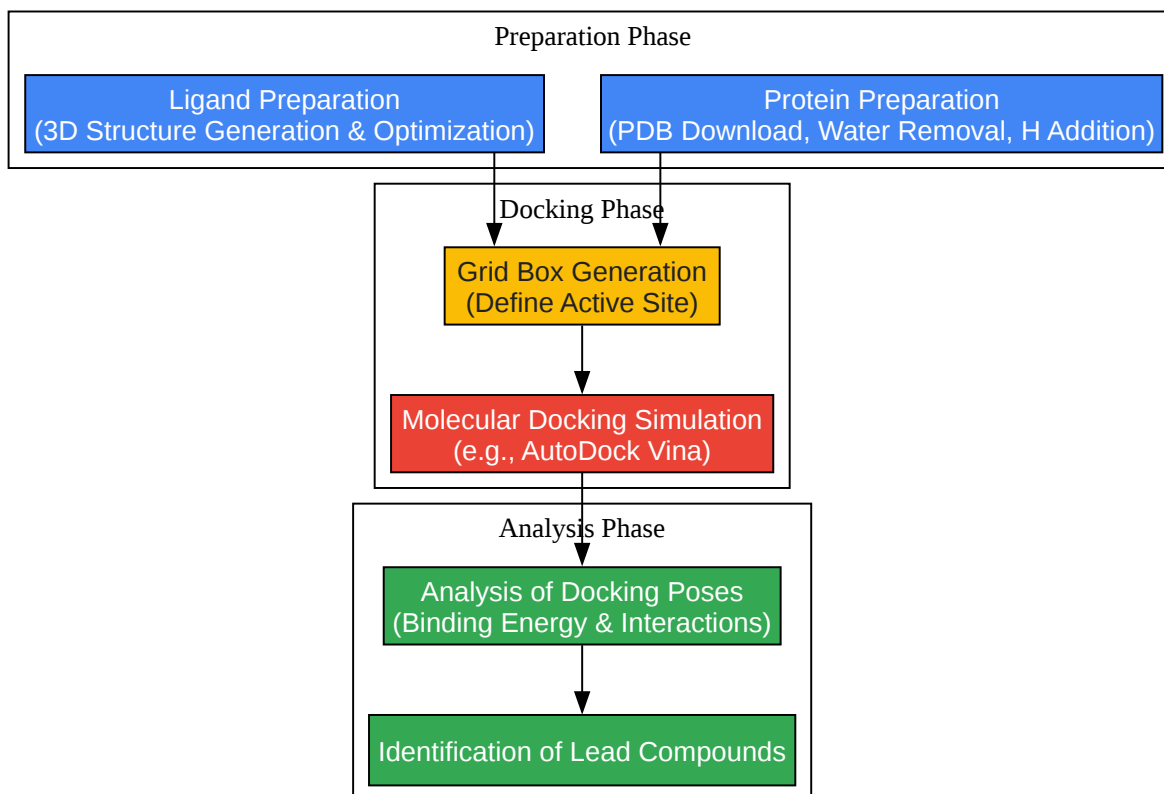 Preparation Phase
Ligand Preparation
(3D Structure Generation & Optimization)
Protein Preparation
(PDB Download, Water Removal, H Addition)
Docking Phase
Grid Box Generation
(Define Active Site)
Molecular Docking Simulation
(e.g., AutoDock Vina)
Analysis Phase
Analysis of Docking Poses
(Binding Energy & Interactions)
Identification of Lead Compounds